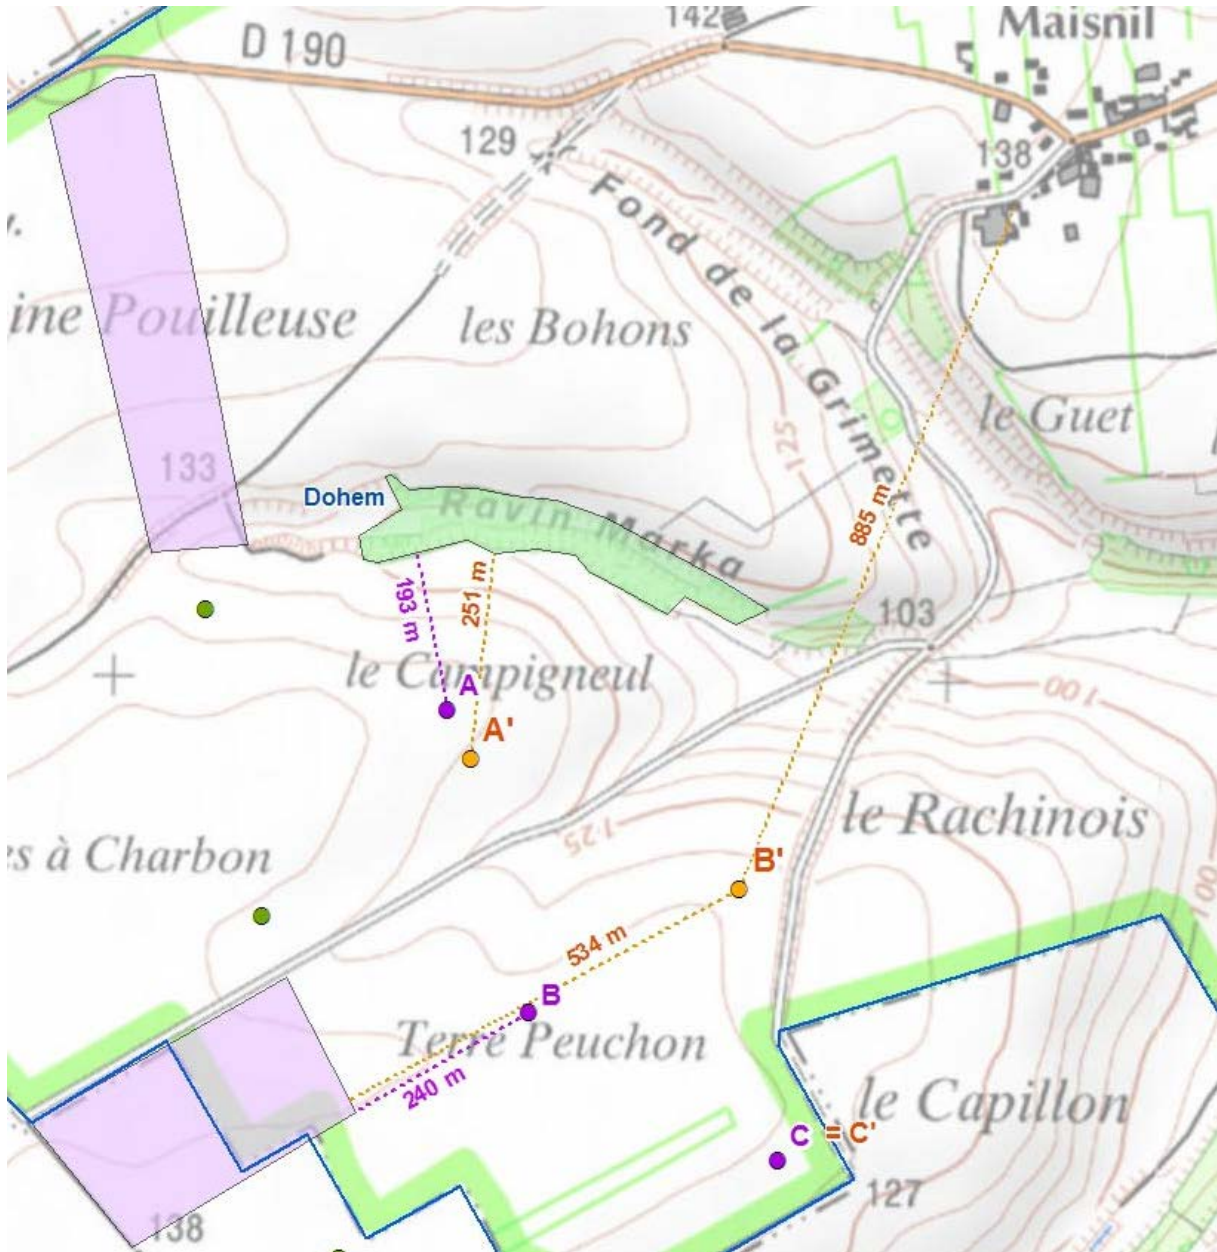 142
Maisnil
D 190
129
138
Fond de la Grimette
ine Pouilleuse
les Bohons
125
le Guet
133
Dohem
Ravin Marka
885 m
193 m
251 m
103
le Campigneul
A
100
A'
le Rachinois
125
es à Charbon
B'
100
534 m
B
Terre Peuchon
240 m
le Capillon
C = C'
127
138